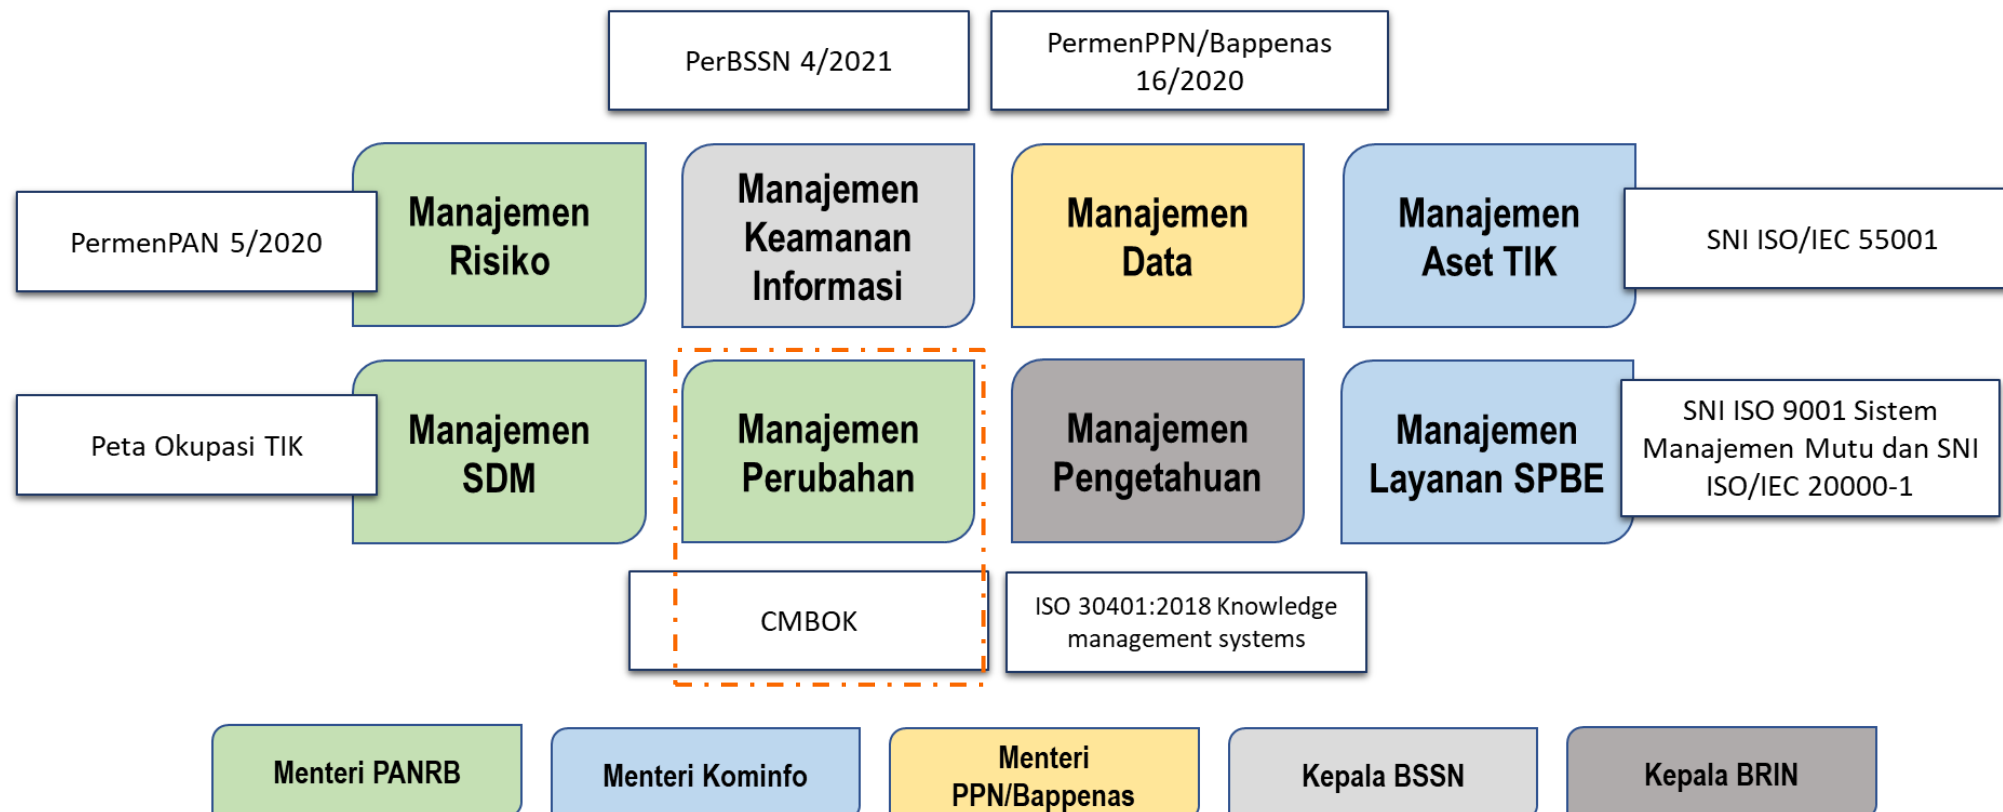 PerBSSN 4/2021
PermenPPN/Bappenas
16/2020
PermenPAN 5/2020
Manajemen
Risiko
Manajemen
Keamanan
Informasi
Manajemen
Data
Manajemen
Aset TIK
SNI ISO/IEC 55001
Peta Okupasi TIK
Manajemen
SDM
Manajemen
Perubahan
Manajemen
Pengetahuan
Manajemen
Layanan SPBE
SNI ISO 9001 Sistem
Manajemen Mutu dan SNI
ISO/IEC 20000-1
CMBOK
ISO 30401:2018 Knowledge
management systems
Menteri PANRB
Menteri Kominfo
Menteri
PPN/Bappenas
Kepala BSSN
Kepala BRIN